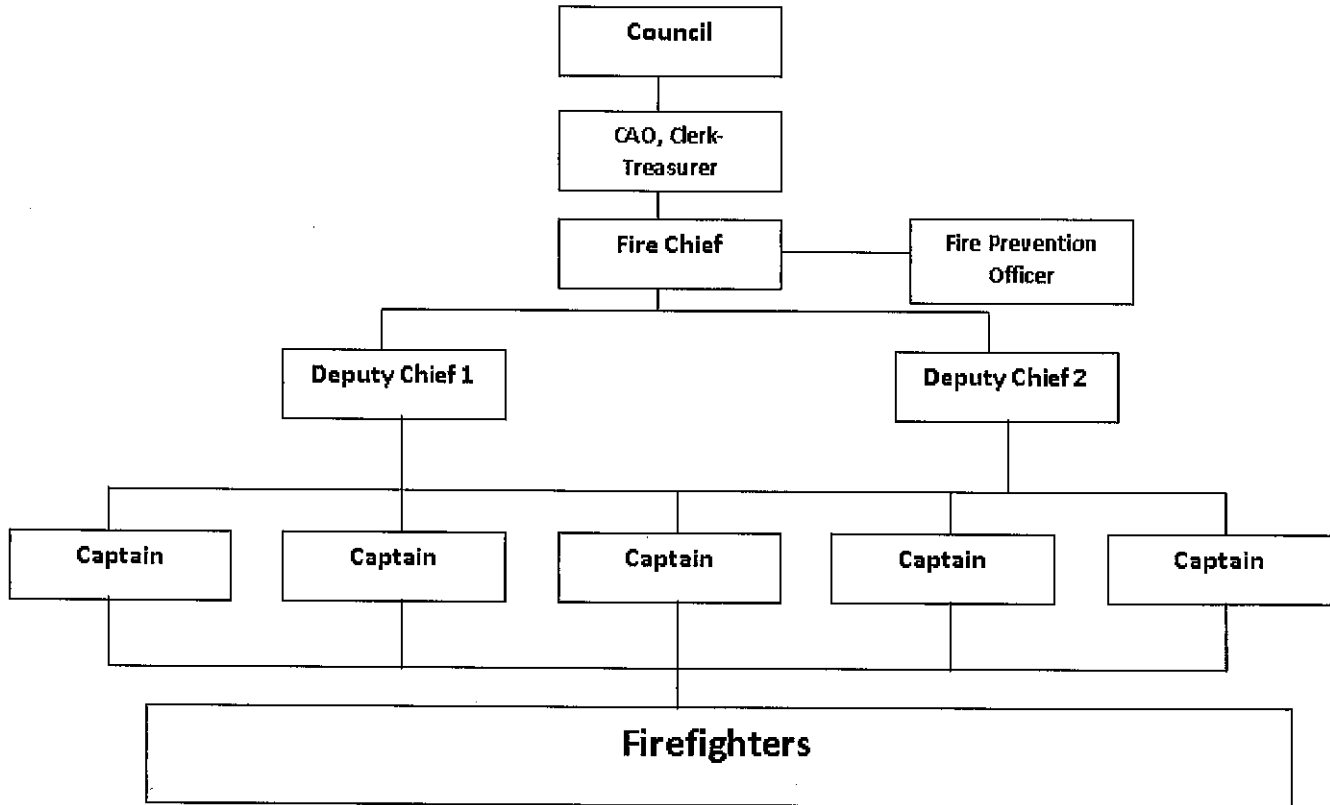 Council
CAO, Clerk-
Treasurer
Fire Chief
Fire Prevention
Officer
Deputy Chief 1
Deputy Chief 2
Captain
Captain
Captain
Captain
Captain
Firefighters